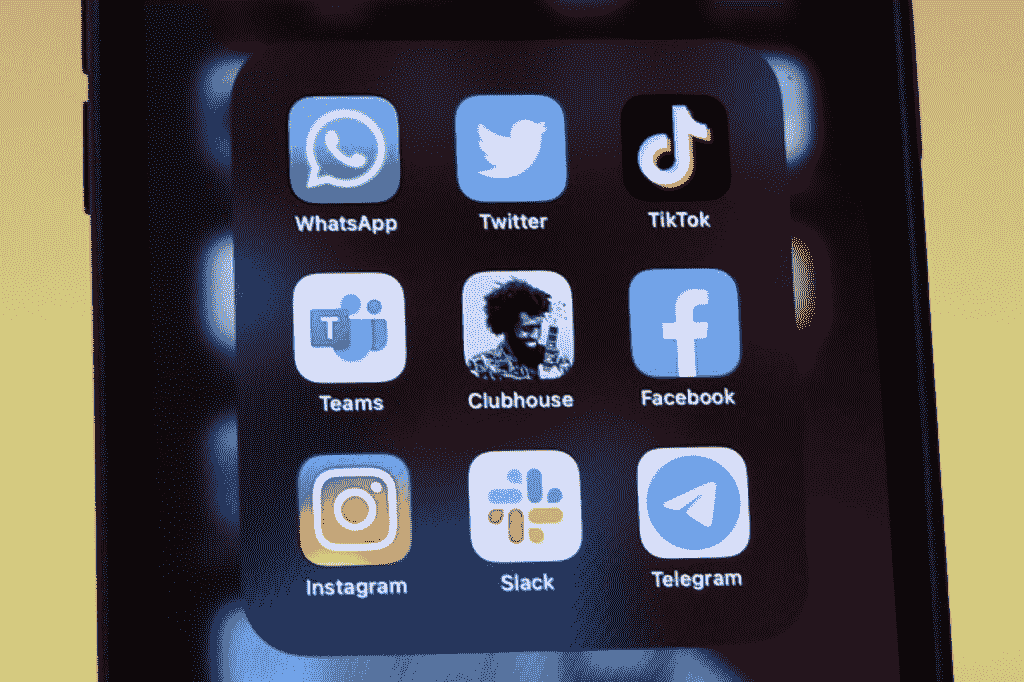 WhatsApp
Twitter
TikTok
T
Teams
Clubhouse
Facebook
Instagram
Slack
Telegram